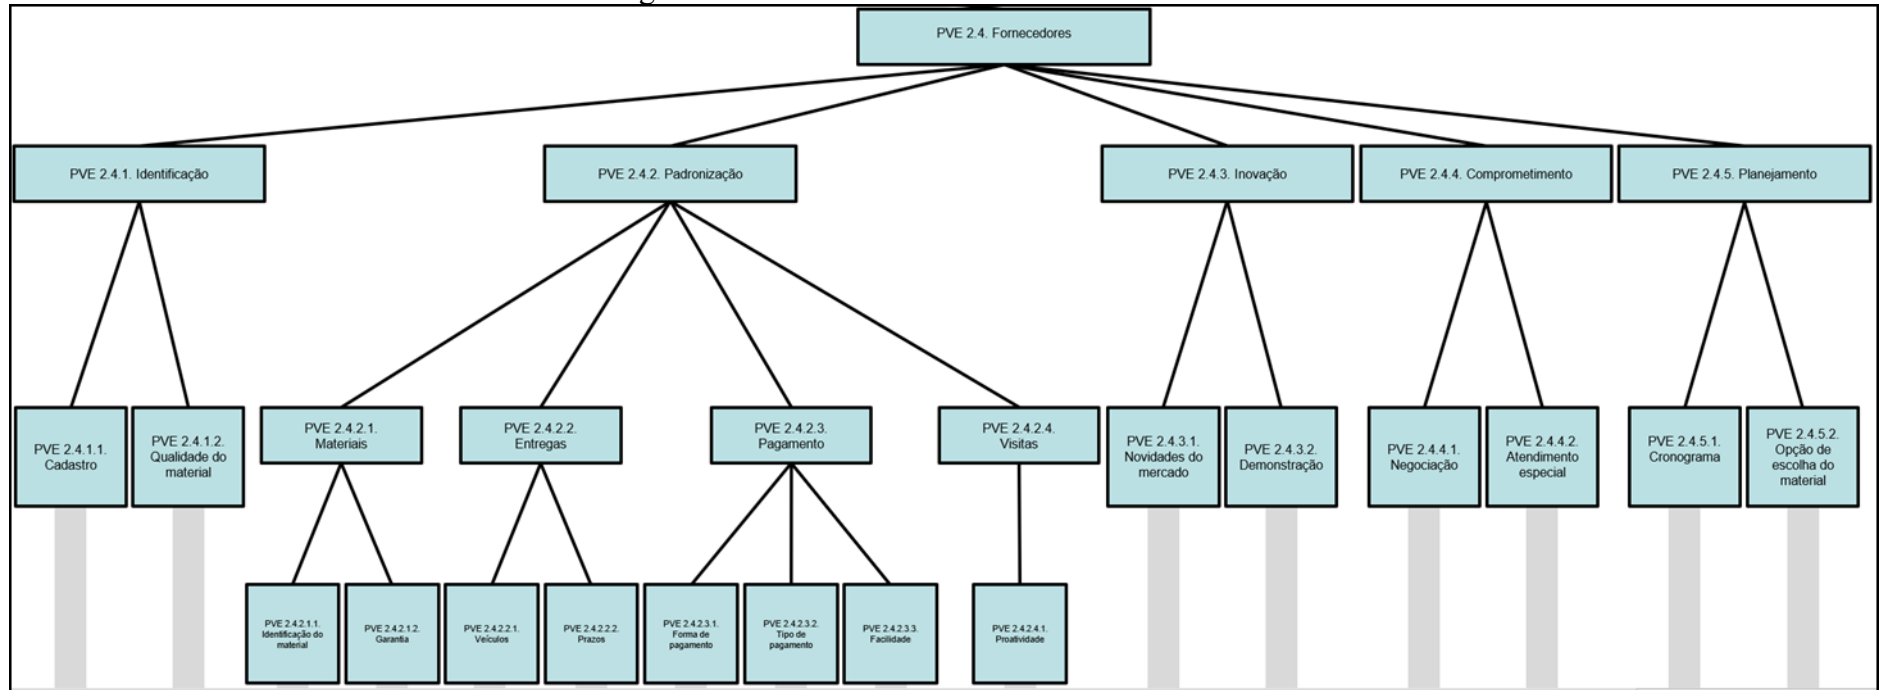 PVE 2.4. Fornecedores
PVE 2.4.1. Identificação
PVE 2.4.2. Padronização
PVE 2.4.3. Inovação
PVE 2.4.4. Comprometimento
PVE 2.4.5. Planejamento
PVE 2.4.1.1.
Cadastro
PVE 2.4.1.2.
Qualidade do
material
PVE 2.4.2.1.
Materiais
PVE 2.4.2.2.
Entregas
PVE 2.4.2.3.
Pagamento
PVE 2.4.2.4.
Visitas
PVE 2.4.3.1.
Novidades do
mercado
PVE 2.4.3.2.
Demonstração
PVE 2.4.4.1.
Negociação
PVE 2.4.4.2.
Atendimento
especial
PVE 2.4.5.1.
Cronograma
PVE 2.4.5.2.
Opção de
escolha do
material
PVE 2.4.2.1.1.
Identificação do
material
PVE 2.4.2.1.2.
Garantia
PVE 2.4.2.2.1.
Veículos
PVE 2.4.2.2.2.
Prazos
PVE 2.4.2.3.1.
Forma de
pagamento
PVE 2.4.2.3.2.
Tipo de
pagamento
PVE 2.4.2.3.3.
Facilidade
PVE 2.4.2.4.1.
Proatividade